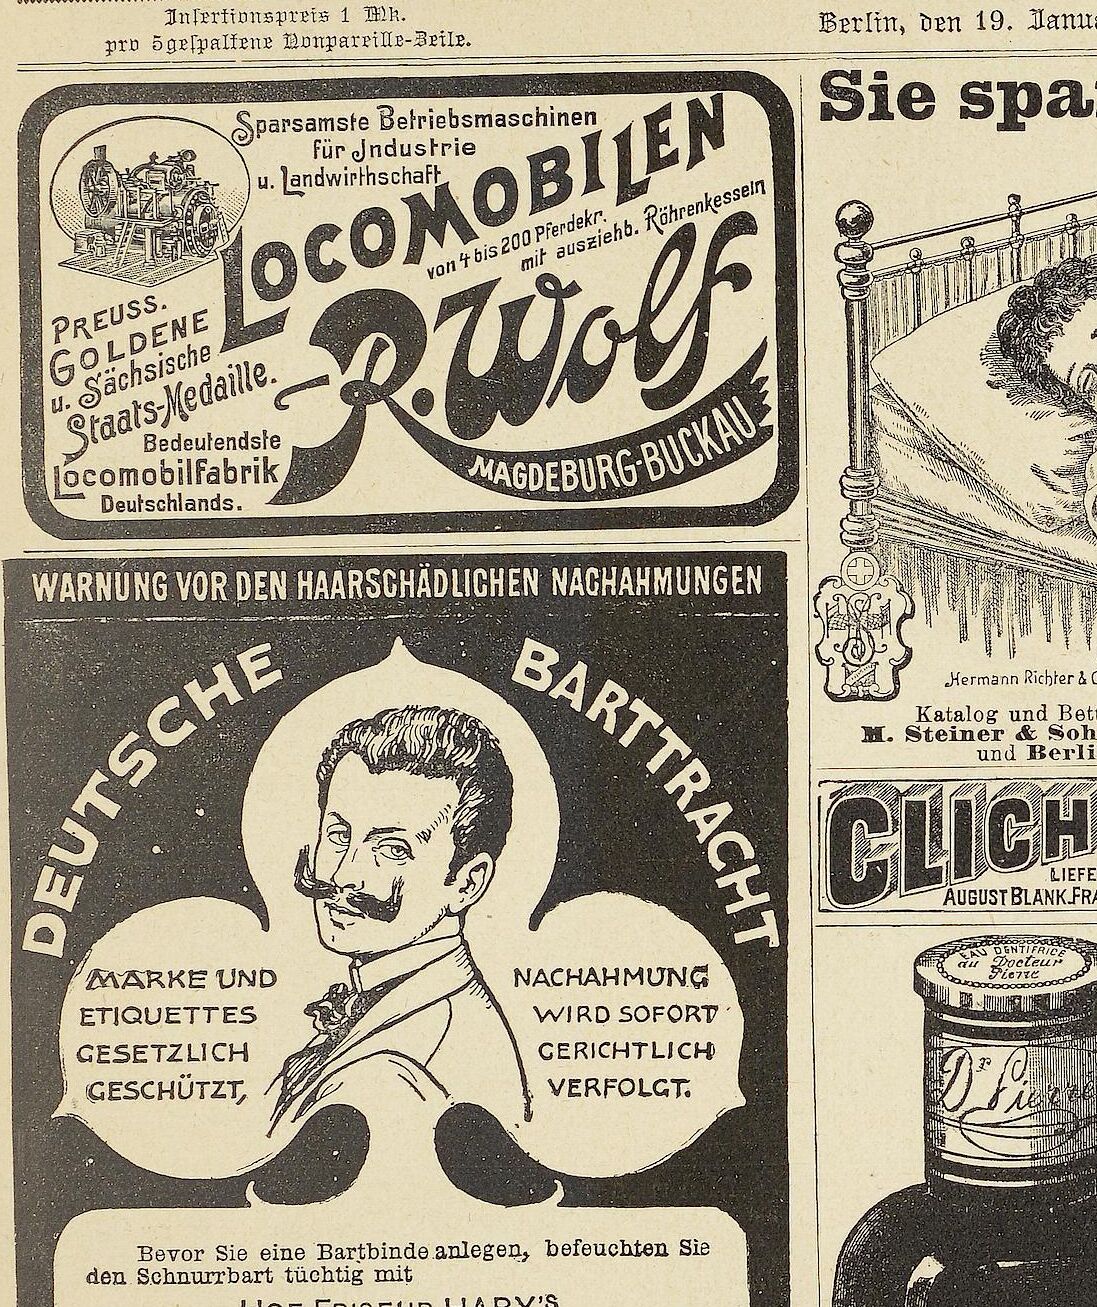 Insertionspreis 1 Mk.
pro 5gespaltene Nonpareille-Zeile.
Berlin, den 19.
Sparsamste Betriebsmaschinen
für Industrie
u. Landwirthschaft
LOCOMOBILEN
von 4 bis 200 Pferdekr.
mit ausziehb. Röhrenkesseln
R. Wolf
MAGDEBURG-BUCKAU
PREUSS.
GOLDENE
u. Sächsische
Staats-Medaille.
Bedeutendste
Locomobilfabrik
Deutschlands.
WARNUNG VOR DEN HAARSCHÄDLICHEN NACHAHMUNGEN
DEUTSCHE BARTTRACHT
MARKE UND
ETIQUETTES
GESETZLICH
GESCHÜTZT,
NACHAHMUNG
WIRD SOFORT
GERICHTLICH
VERFOLGT.
Bevor Sie eine Bartbinde anlegen, befeuchten Sie
den Schnurrbart tüchtig mit
HOF-FRISEUR HABY'S
Sie spa
Hermann Richter & C
Katalog und Bett
M. Steiner & Soh
und Berli
CLICH
LIEFE
AUGUST BLANK. FRA
EAU DENTIFRICE
du Docteur
Pierre
Dr Pierre